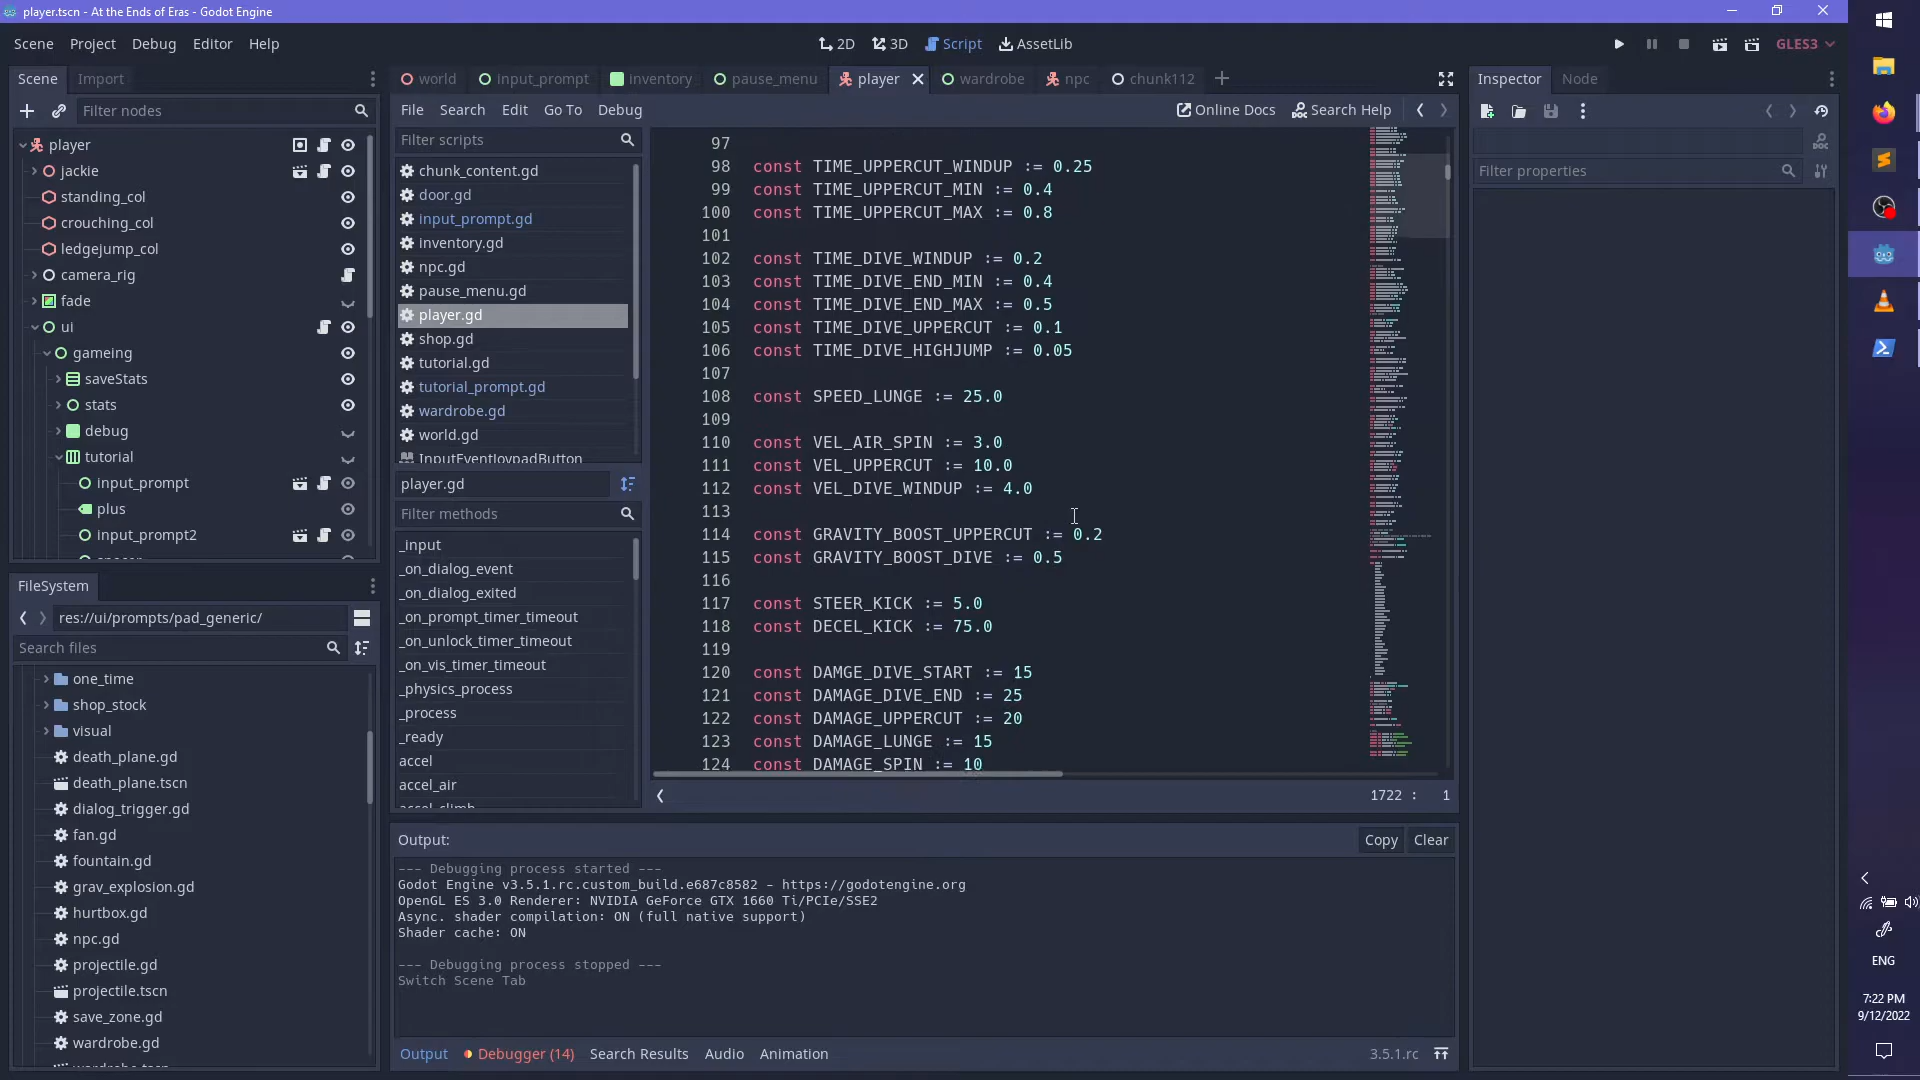 player.tscn - At the Ends of Eras - Godot Engine
Scene Project Debug Editor Help
2D 3D Script AssetLib
GLES3
Scene Import
Filter nodes
player
jackie
standing_col
crouching_col
ledgejump_col
camera_rig
fade
ui
gameing
saveStats
stats
debug
tutorial
input_prompt
plus
input_prompt2
FileSystem
res://ui/prompts/pad_generic/
Search files
one_time
shop_stock
visual
death_plane.gd
death_plane.tscn
dialog_trigger.gd
fan.gd
fountain.gd
grav_explosion.gd
hurtbox.gd
npc.gd
projectile.gd
projectile.tscn
save_zone.gd
wardrobe.gd
wardrobe.tscn
world input_prompt inventory pause_menu player wardrobe npc chunk112
File Search Edit Go To Debug
Online Docs Search Help
Filter scripts
chunk_content.gd
door.gd
input_prompt.gd
inventory.gd
npc.gd
pause_menu.gd
player.gd
shop.gd
tutorial.gd
tutorial_prompt.gd
wardrobe.gd
world.gd
InputEventJoypadButton
player.gd
Filter methods
_input
_on_dialog_event
_on_dialog_exited
_on_prompt_timer_timeout
_on_unlock_timer_timeout
_on_vis_timer_timeout
_physics_process
_process
_ready
accel
accel_air
accel_climb
97
98 const TIME_UPPERCUT_WINDUP := 0.25
99 const TIME_UPPERCUT_MIN := 0.4
100 const TIME_UPPERCUT_MAX := 0.8
101
102 const TIME_DIVE_WINDUP := 0.2
103 const TIME_DIVE_END_MIN := 0.4
104 const TIME_DIVE_END_MAX := 0.5
105 const TIME_DIVE_UPPERCUT := 0.1
106 const TIME_DIVE_HIGHJUMP := 0.05
107
108 const SPEED_LUNGE := 25.0
109
110 const VEL_AIR_SPIN := 3.0
111 const VEL_UPPERCUT := 10.0
112 const VEL_DIVE_WINDUP := 4.0
113
114 const GRAVITY_BOOST_UPPERCUT := 0.2
115 const GRAVITY_BOOST_DIVE := 0.5
116
117 const STEER_KICK := 5.0
118 const DECEL_KICK := 75.0
119
120 const DAMGE_DIVE_START := 15
121 const DAMAGE_DIVE_END := 25
122 const DAMAGE_UPPERCUT := 20
123 const DAMAGE_LUNGE := 15
124 const DAMAGE_SPIN := 10
1722 : 1
Output:
Copy Clear
--- Debugging process started ---
Godot Engine v3.5.1.rc.custom_build.e687c8582 - https://godotengine.org
OpenGL ES 3.0 Renderer: NVIDIA GeForce GTX 1660 Ti/PCIe/SSE2
Async. shader compilation: ON (full native support)
Shader cache: ON
--- Debugging process stopped ---
Switch Scene Tab
Output Debugger (14) Search Results Audio Animation
3.5.1.rc
Inspector Node
Filter properties
ENG
7:22 PM
9/12/2022